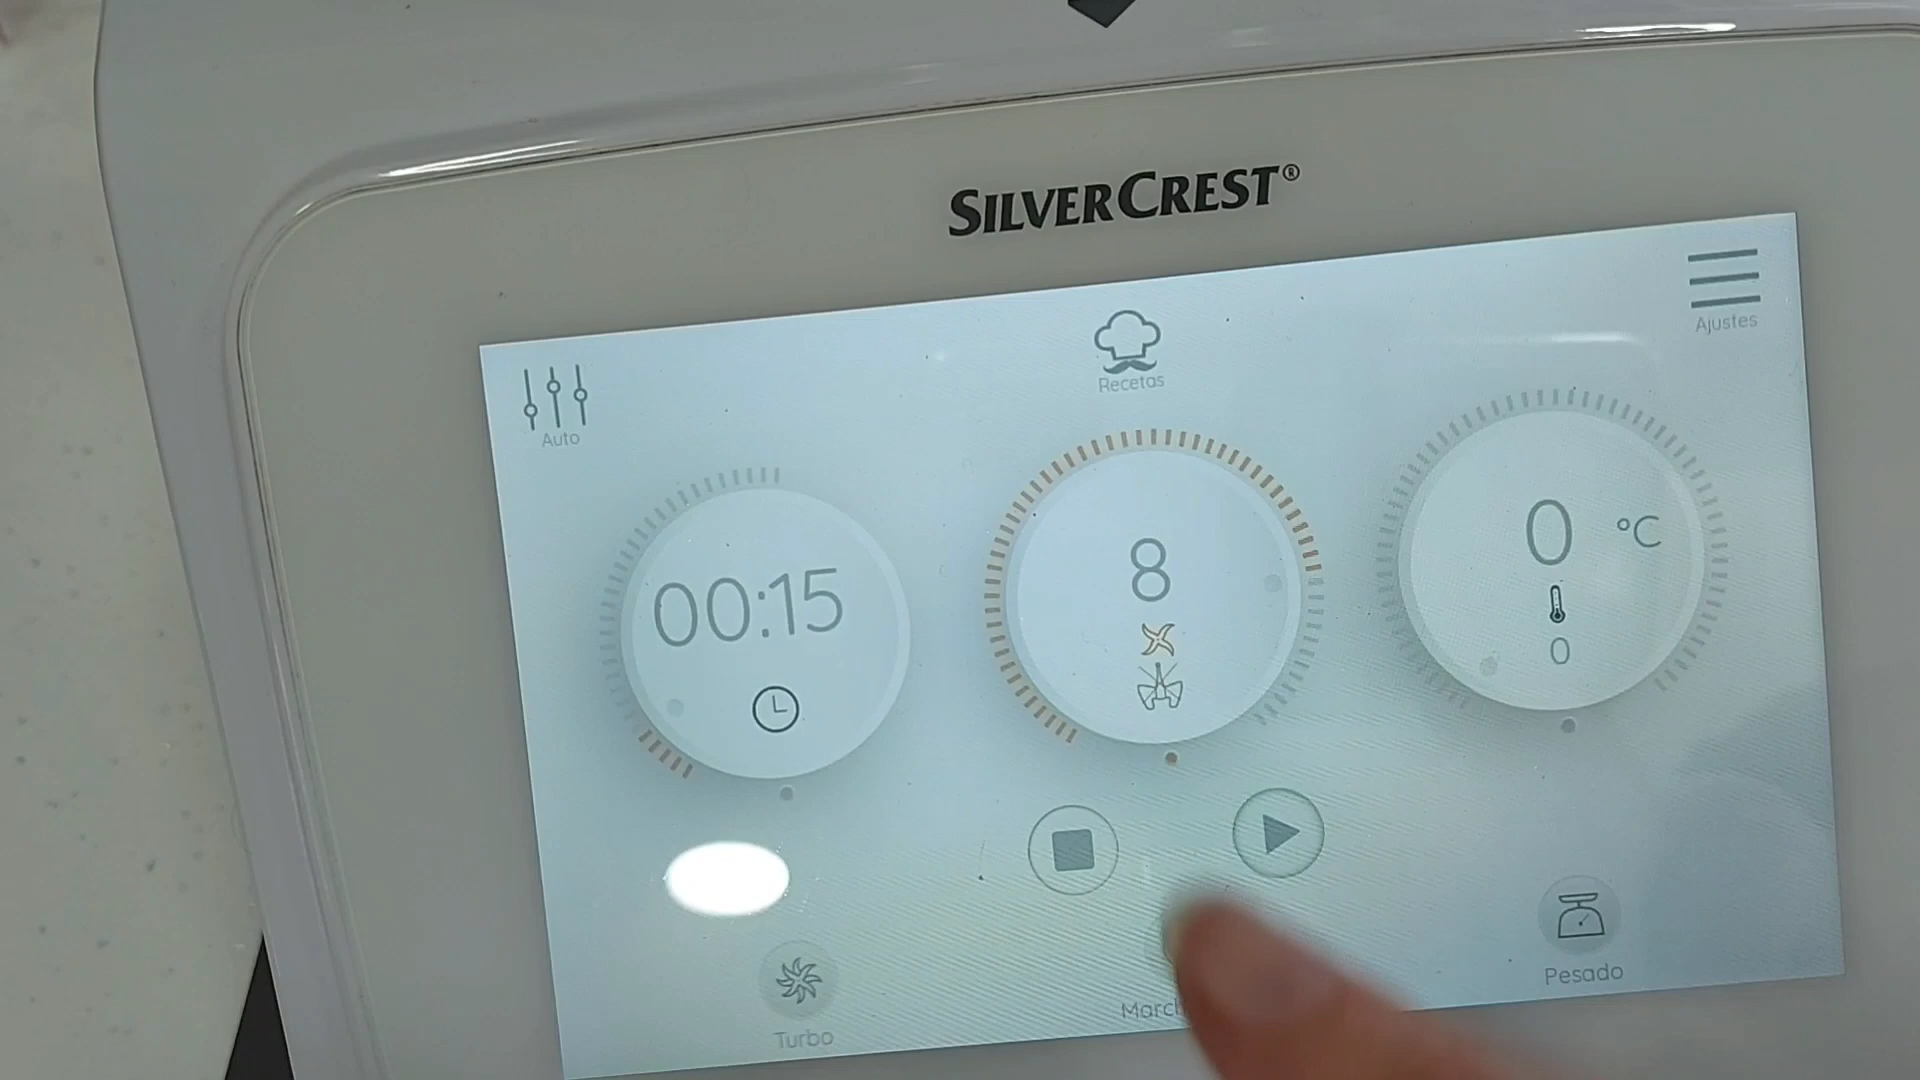 SILVERCREST®
Ajustes
Recetas
Auto
00:15
8
0 °C
0
Pesado
Turbo